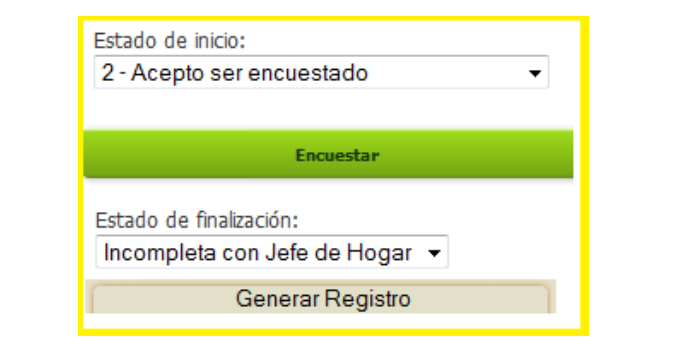 Estado de inicio:
2 - Acepto ser encuestado
Encuestar
Estado de finalización:
Incompleta con Jefe de Hogar
Generar Registro